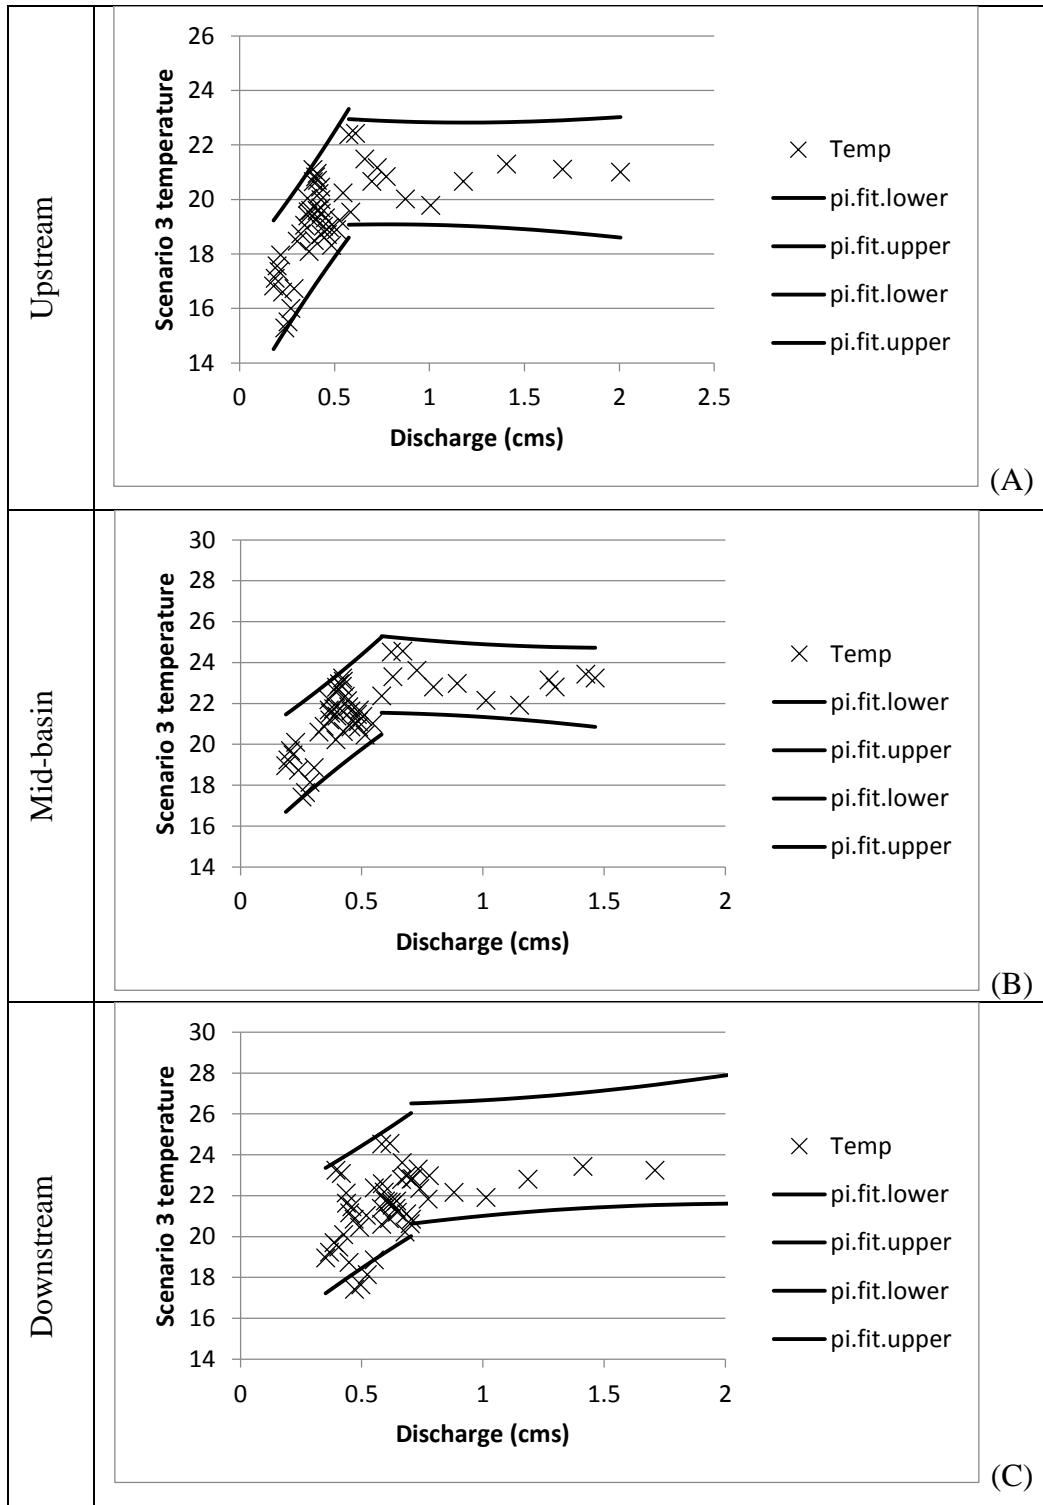 Upstream
26
24
22
20
18
16
14
0 0.5 1 1.5 2 2.5
Scenario 3 temperature
Discharge (cms)
Temp
pi.fit.lower
pi.fit.upper
pi.fit.lower
pi.fit.upper
(A)
Mid-basin
30
28
26
24
22
20
18
16
14
0 0.5 1 1.5 2
Scenario 3 temperature
Discharge (cms)
Temp
pi.fit.lower
pi.fit.upper
pi.fit.lower
pi.fit.upper
(B)
Downstream
30
28
26
24
22
20
18
16
14
0 0.5 1 1.5 2
Scenario 3 temperature
Discharge (cms)
Temp
pi.fit.lower
pi.fit.upper
pi.fit.lower
pi.fit.upper
(C)